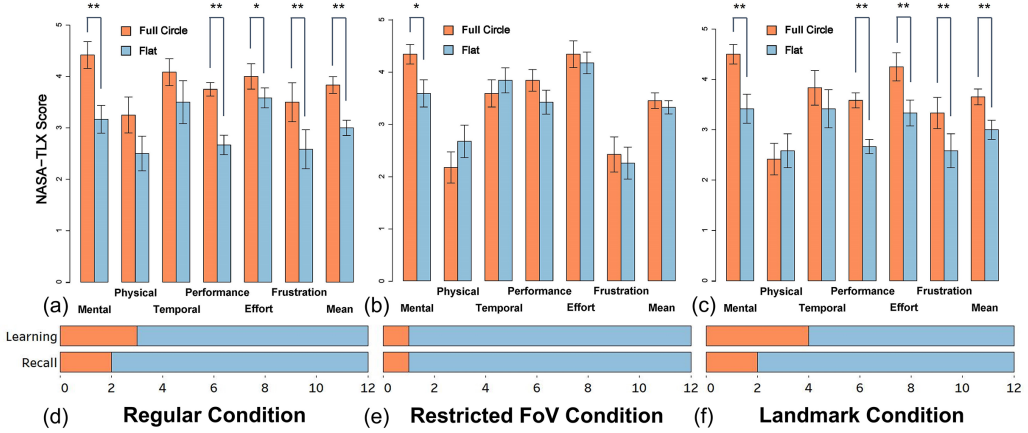 ** ** * ** **
* 
** ** ** ** **
NASA−TLX Score
0 1 2 3 4 5
Full Circle
Flat
0 1 2 3 4 5
Full Circle
Flat
0 1 2 3 4 5
Full Circle
Flat
Physical Performance Frustration
(a) Mental Temporal Effort Mean
Physical Performance Frustration
(b) Mental Temporal Effort Mean
Physical Performance Frustration
(c) Mental Temporal Effort Mean
Learning
Recall
0 2 4 6 8 10 12
0 2 4 6 8 10 12
0 2 4 6 8 10 12
(d) Regular Condition
(e) Restricted FoV Condition
(f) Landmark Condition